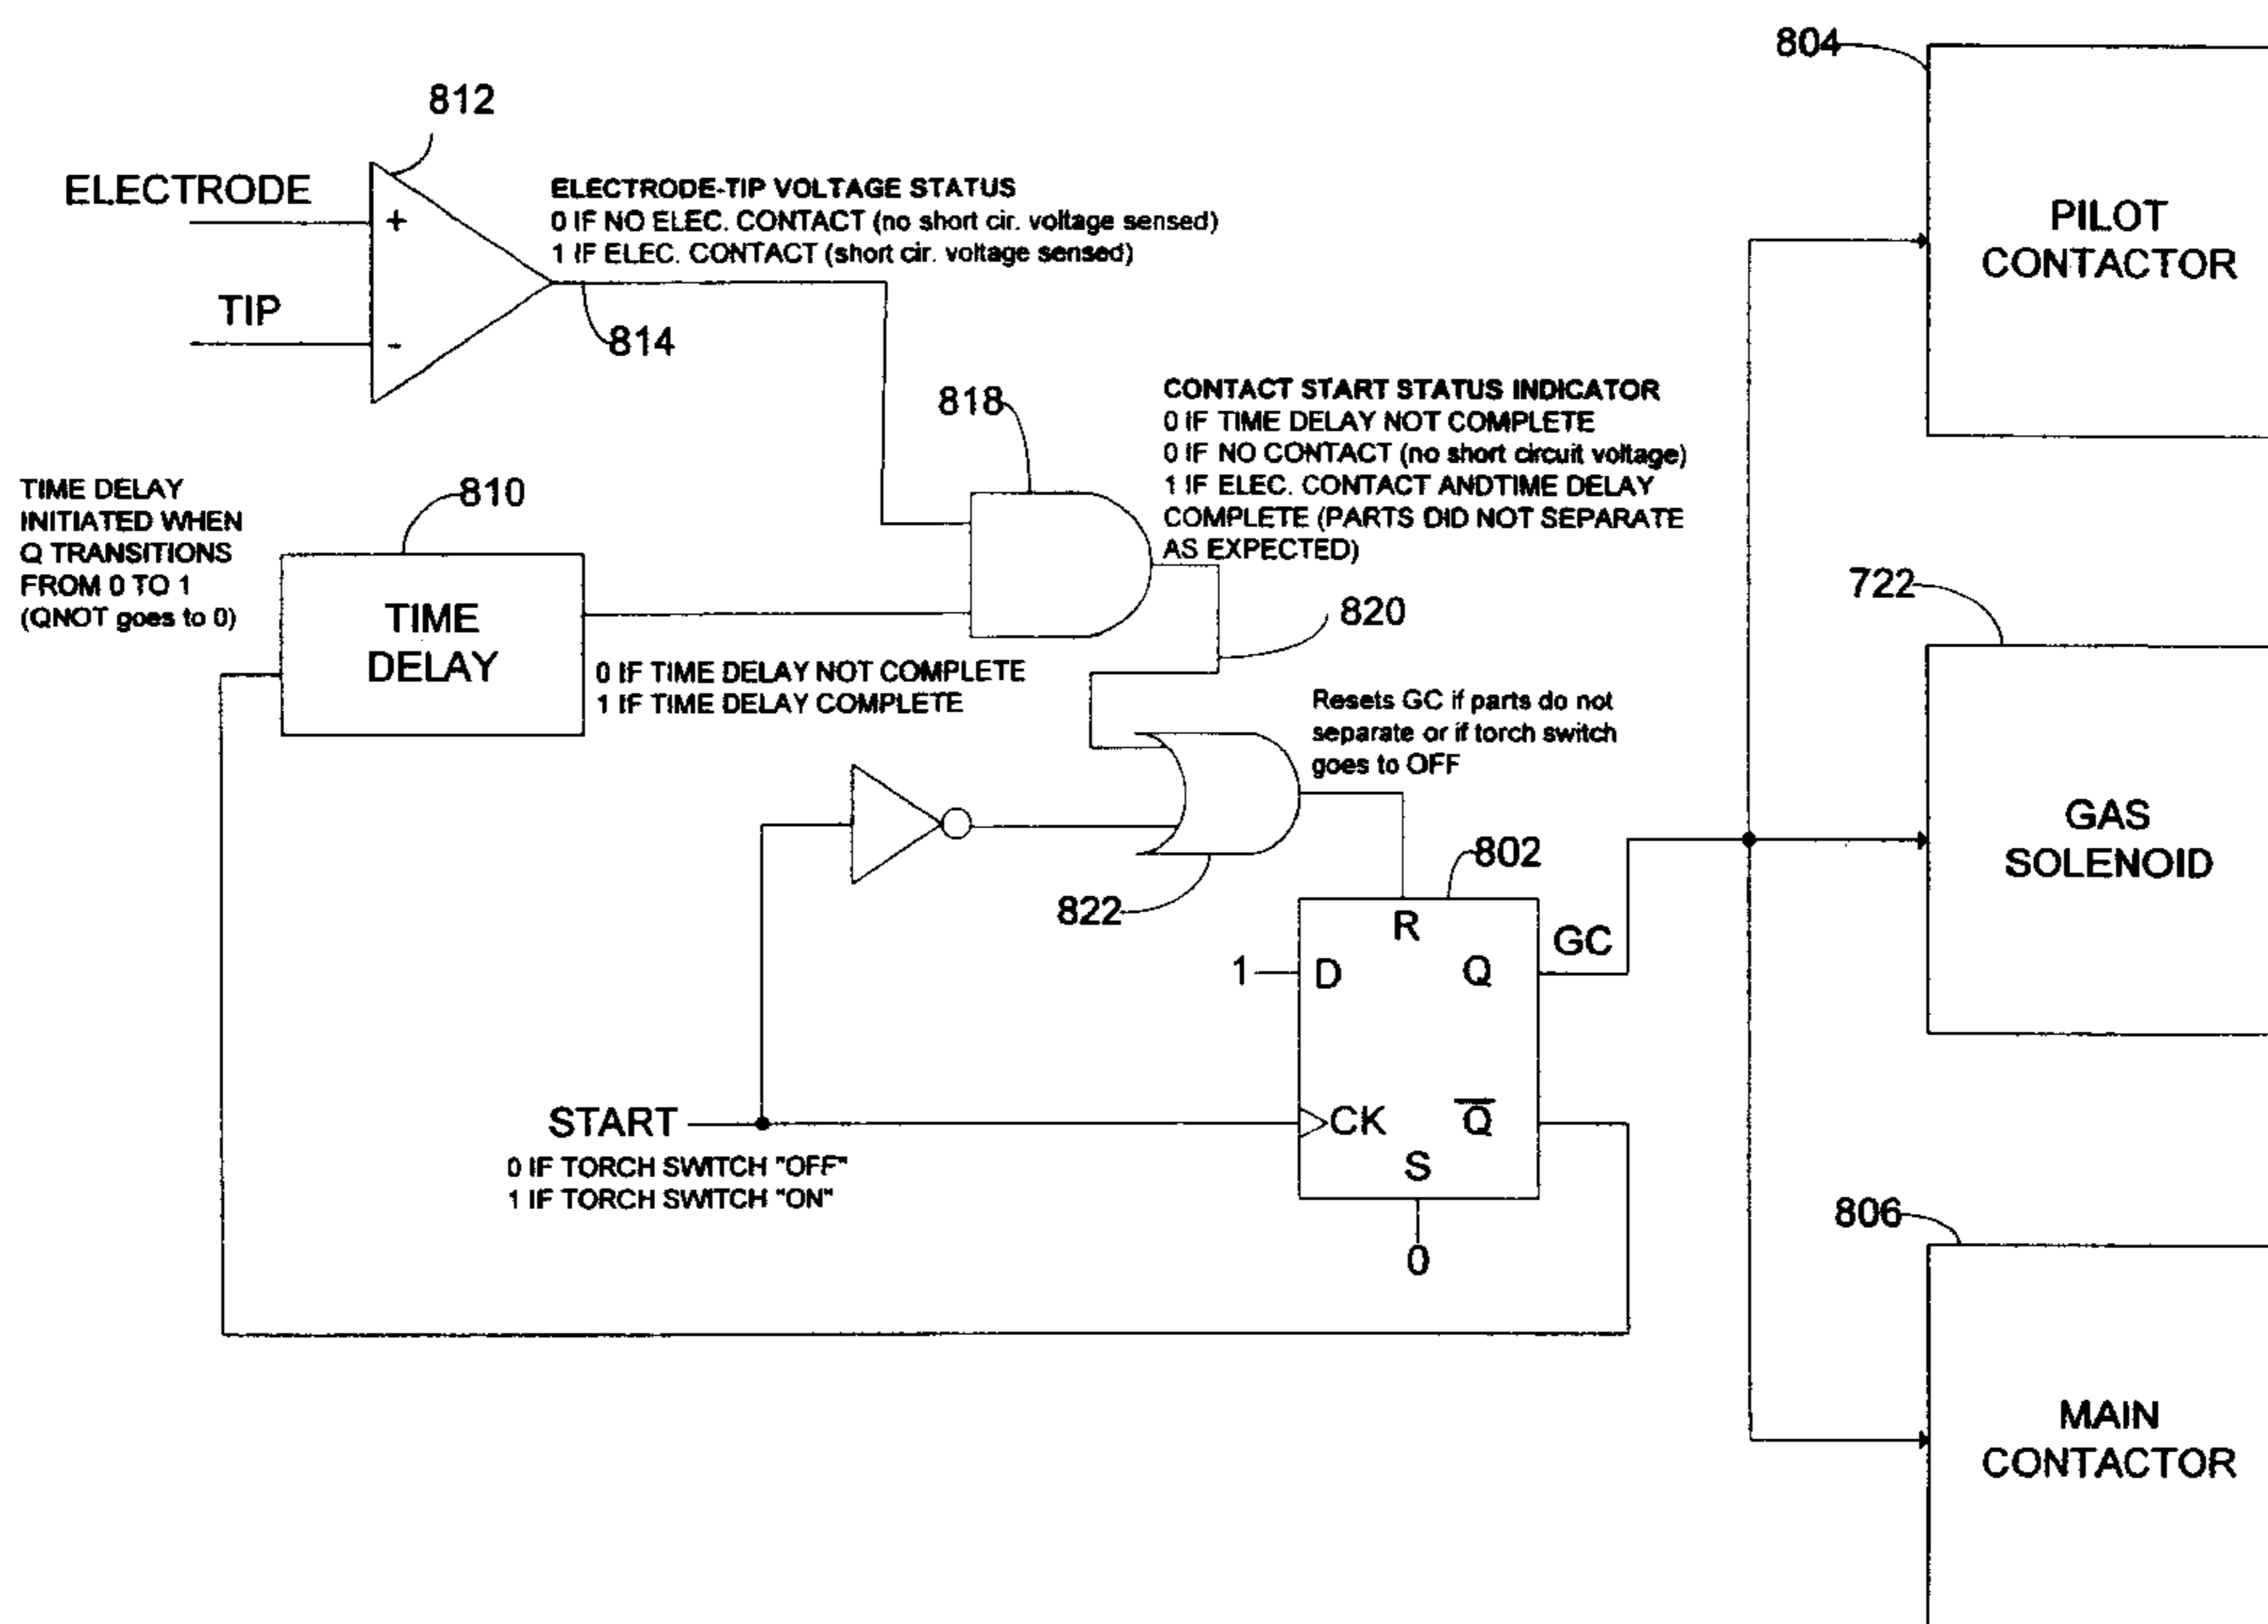 804
812
ELECTRODE
+
ELECTRODE-TIP VOLTAGE STATUS
0 IF NO ELEC. CONTACT (no short cir. voltage sensed)
1 IF ELEC. CONTACT (short cir. voltage sensed)
PILOT
CONTACTOR
TIP
-
814
818
CONTACT START STATUS INDICATOR
0 IF TIME DELAY NOT COMPLETE
0 IF NO CONTACT (no short circuit voltage)
1 IF ELEC. CONTACT ANDTIME DELAY
COMPLETE (PARTS DID NOT SEPARATE
AS EXPECTED)
TIME DELAY
INITIATED WHEN
Q TRANSITIONS
FROM 0 TO 1
(QNOT goes to 0)
810
TIME
DELAY
722
820
0 IF TIME DELAY NOT COMPLETE
1 IF TIME DELAY COMPLETE
Resets GC if parts do not
separate or if torch switch
goes to OFF
GAS
SOLENOID
802
822
R
GC
1
D
Q
START
CK
Q̅
0 IF TORCH SWITCH "OFF"
1 IF TORCH SWITCH "ON"
S
0
806
MAIN
CONTACTOR